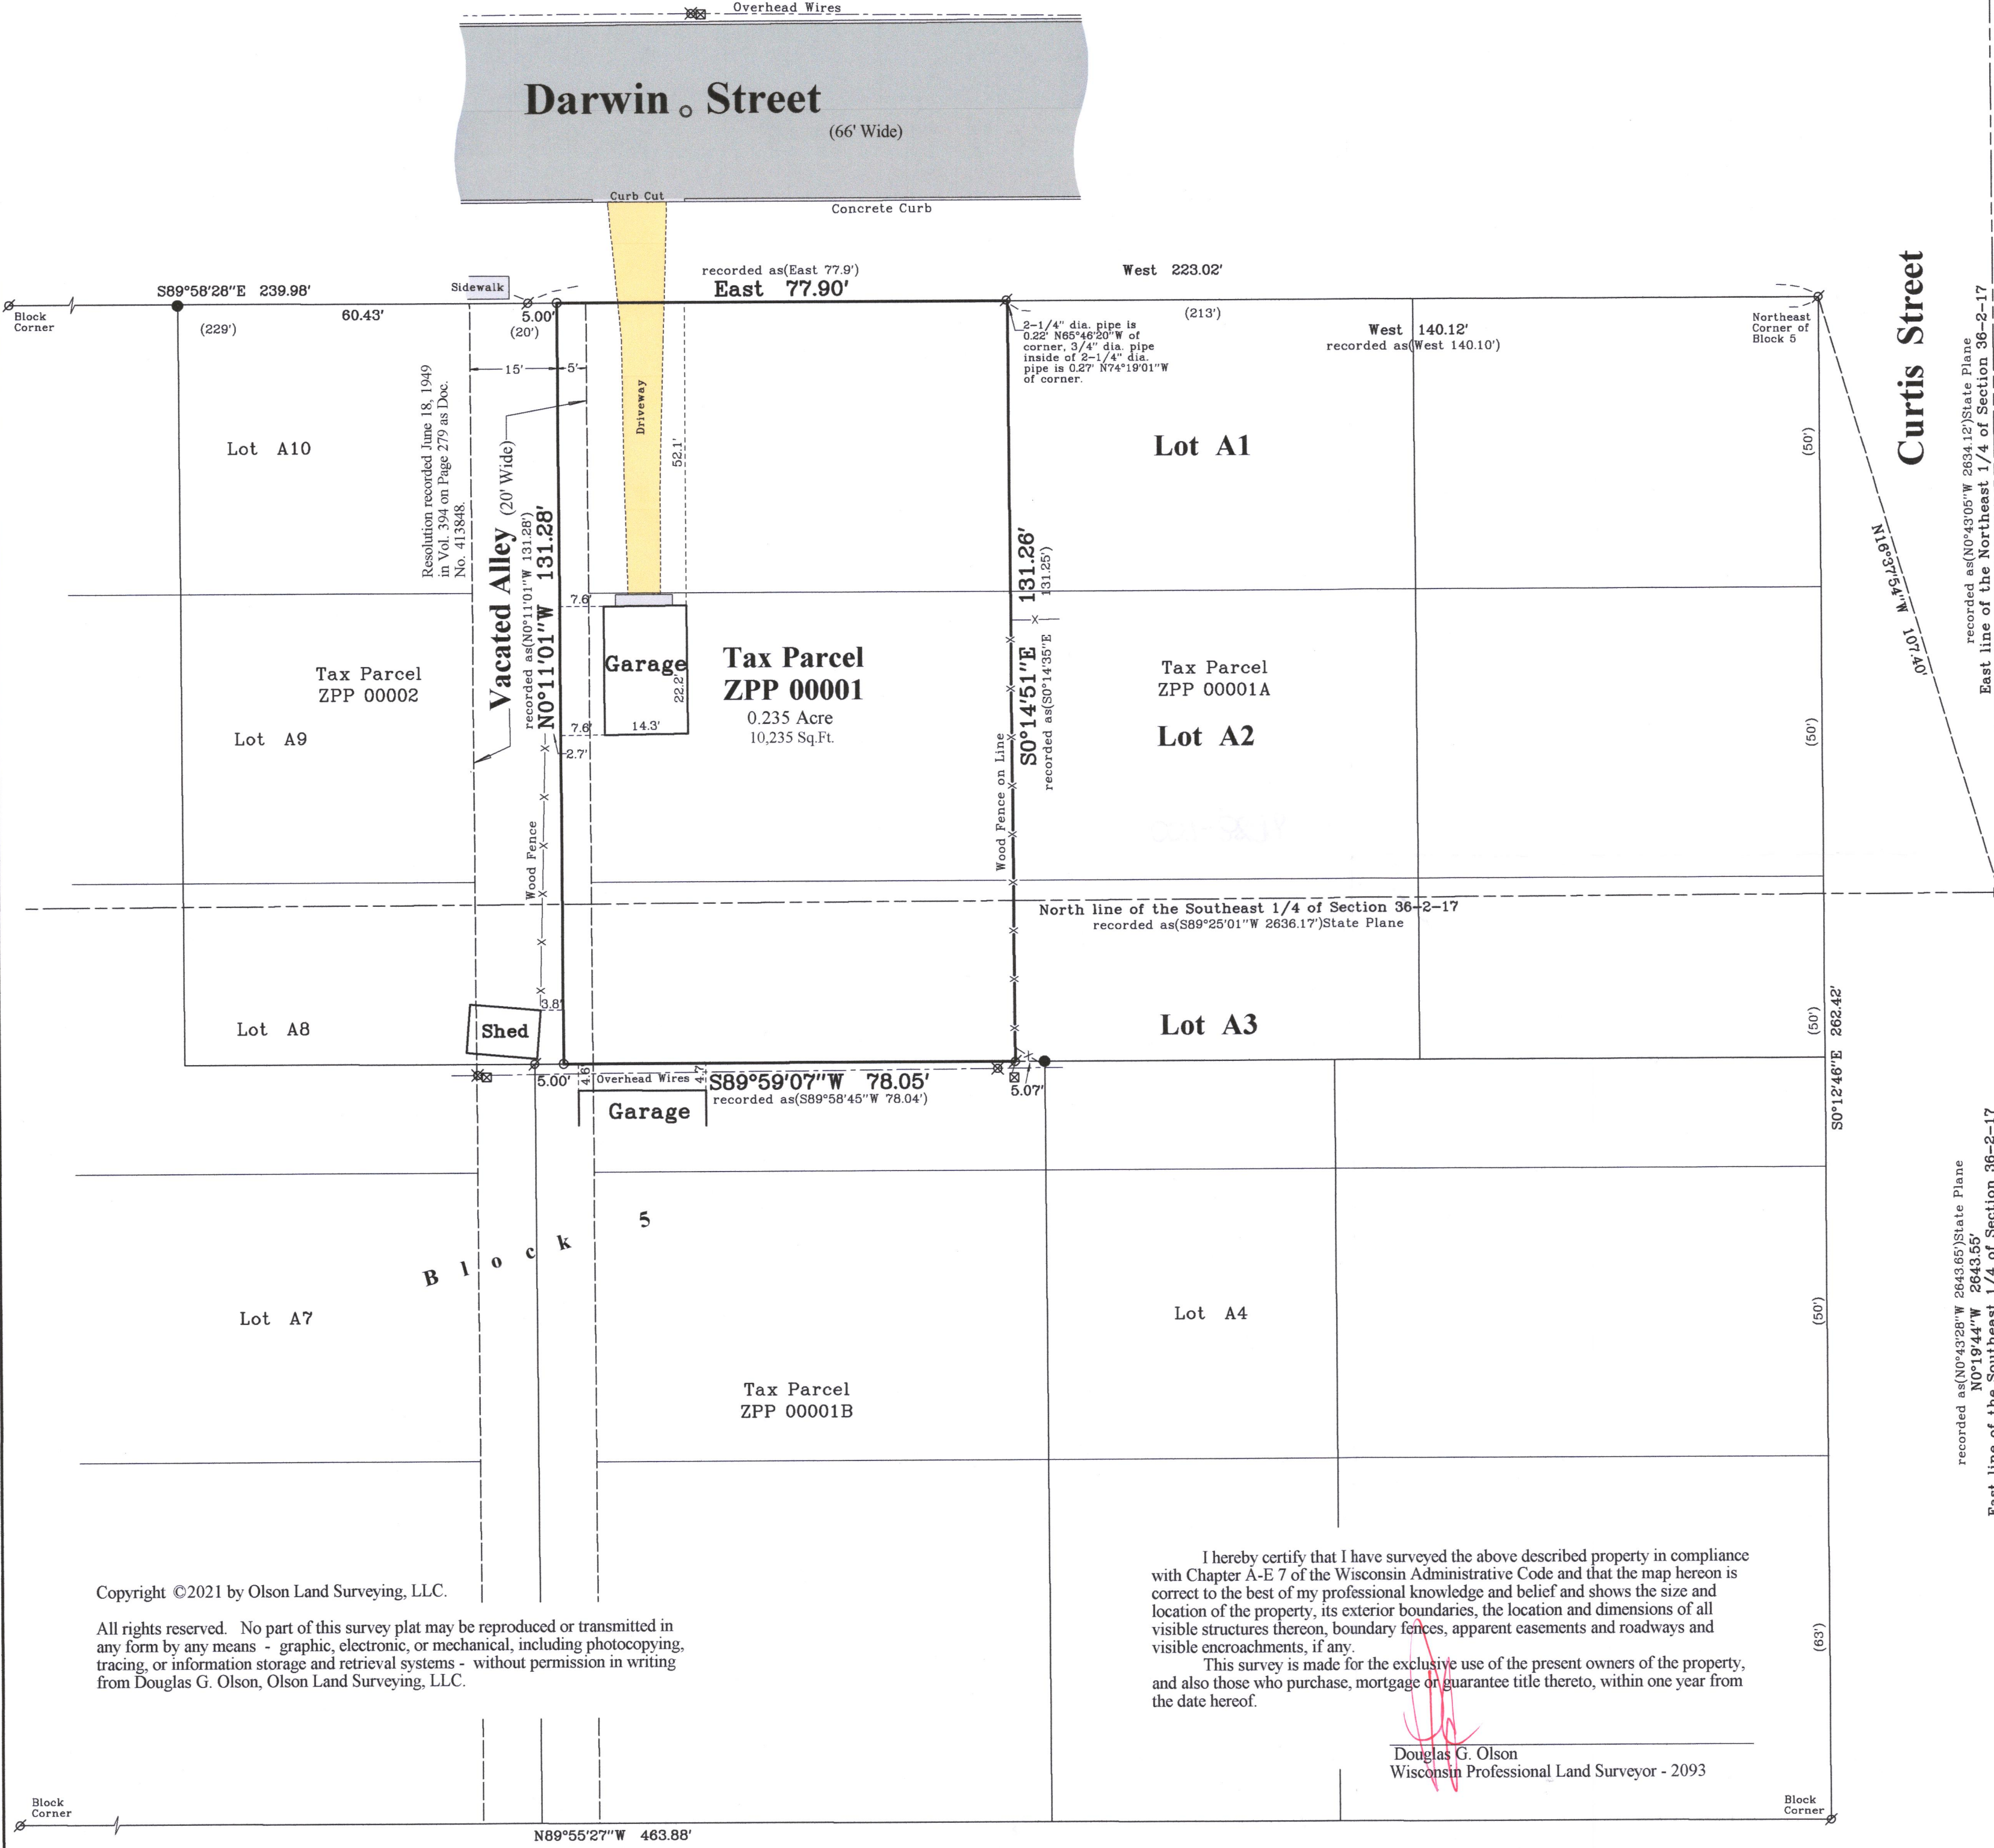 Overhead Wires
Darwin Street
(66' Wide)
Curb Cut
Concrete Curb
S89°58'28"E 239.98'
Block
Corner
(229')
60.43'
Sidewalk
5.00'
(20')
recorded as(East 77.9')
East 77.90'
West 223.02'
(213')
West 140.12'
recorded as(West 140.10')
Northeast
Corner of
Block 5
2-1/4" dia. pipe is
0.22' N65°46'20"W of
corner, 3/4" dia. pipe
inside of 2-1/4" dia.
pipe is 0.27' N74°19'01"W
of corner.
15'
5'
Driveway
52.1'
Resolution recorded June 18, 1949
in Vol. 394 on Page 279 as Doc.
No. 413848.
Vacated Alley (20' Wide)
recorded as(N0°11'01"W 131.28')
N0°11'01"W 131.28'
Lot A10
Lot A1
(50')
Curtis Street
N16°37'54"W 107.40'
recorded as(N0°43'05"W 2634.12')State Plane
East line of the Northeast 1/4 of Section 36-2-17
S0°14'51"E 131.26'
recorded as(S0°14'35"E 131.25')
7.6'
Garage
22.2'
14.3'
7.6'
2.7'
Tax Parcel
ZPP 00001
0.235 Acre
10,235 Sq.Ft.
Tax Parcel
ZPP 00002
Lot A9
Tax Parcel
ZPP 00001A
Lot A2
(50')
Wood Fence
Wood Fence on Line
North line of the Southeast 1/4 of Section 36-2-17
recorded as(S89°25'01"W 2636.17')State Plane
Lot A8
Shed
3.8'
Lot A3
(50')
S0°12'46"E 262.42'
5.00'
4.6'
Overhead Wires
4.7'
S89°59'07"W 78.05'
recorded as(S89°58'45"W 78.04')
5.07'
Garage
Block 5
Lot A7
Lot A4
(50')
Tax Parcel
ZPP 00001B
recorded as(N0°43'28"W 2643.65')State Plane
N0°19'44"W 2643.55'
East line of the Southeast 1/4 of Section 36-2-17
(63')
Copyright ©2021 by Olson Land Surveying, LLC.
All rights reserved. No part of this survey plat may be reproduced or transmitted in
any form by any means - graphic, electronic, or mechanical, including photocopying,
tracing, or information storage and retrieval systems - without permission in writing
from Douglas G. Olson, Olson Land Surveying, LLC.
I hereby certify that I have surveyed the above described property in compliance
with Chapter A-E 7 of the Wisconsin Administrative Code and that the map hereon is
correct to the best of my professional knowledge and belief and shows the size and
location of the property, its exterior boundaries, the location and dimensions of all
visible structures thereon, boundary fences, apparent easements and roadways and
visible encroachments, if any.
This survey is made for the exclusive use of the present owners of the property,
and also those who purchase, mortgage or guarantee title thereto, within one year from
the date hereof.
Douglas G. Olson
Wisconsin Professional Land Surveyor - 2093
Block
Corner
Block
Corner
N89°55'27"W 463.88'